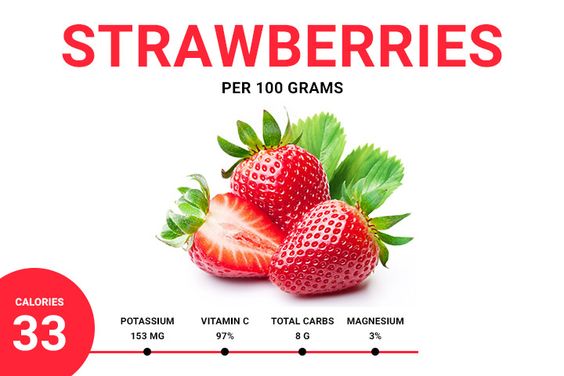 STRAWBERRIES
PER 100 GRAMS
CALORIES
33
POTASSIUM
153 MG
VITAMIN C
97%
TOTAL CARBS
8 G
MAGNESIUM
3%